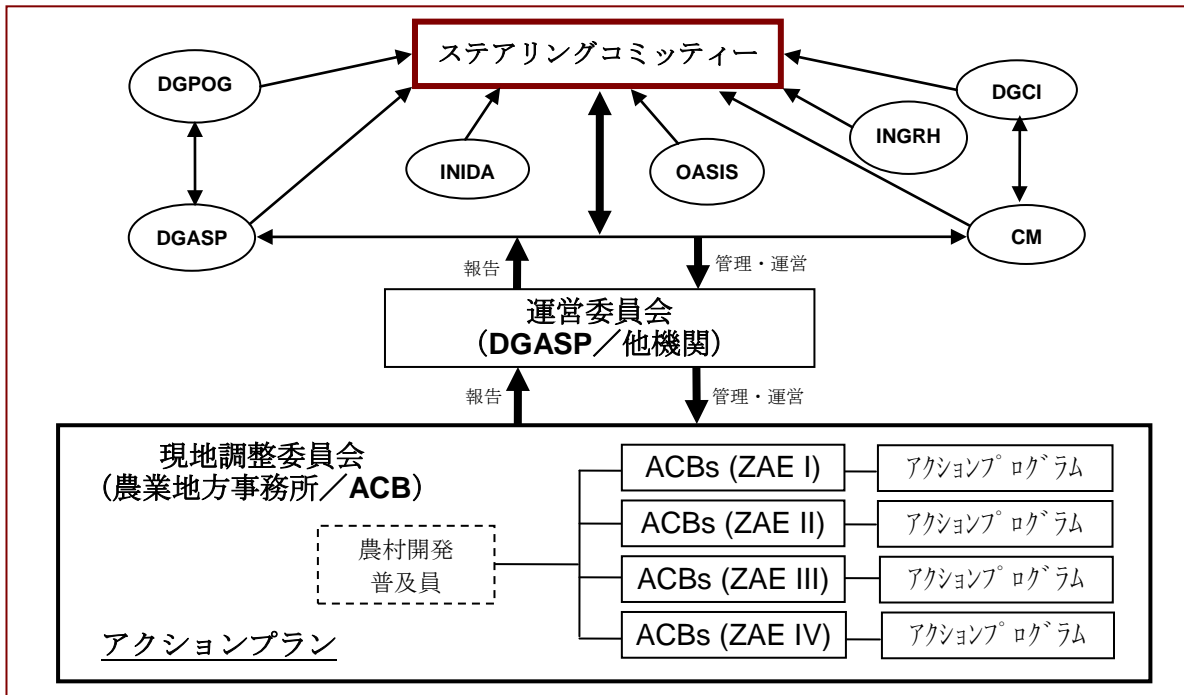 ステアリングコミッティー
DGPOG
DGCI
INGRH
INIDA
OASIS
DGASP
CM
報告
管理・運営
運営委員会
(DGASP/他機関)
報告
管理・運営
現地調整委員会
(農業地方事務所/ACB)
農村開発
普及員
ACBs (ZAE I)
アクションプログラム
ACBs (ZAE II)
アクションプログラム
ACBs (ZAE III)
アクションプログラム
ACBs (ZAE IV)
アクションプログラム
アクションプラン